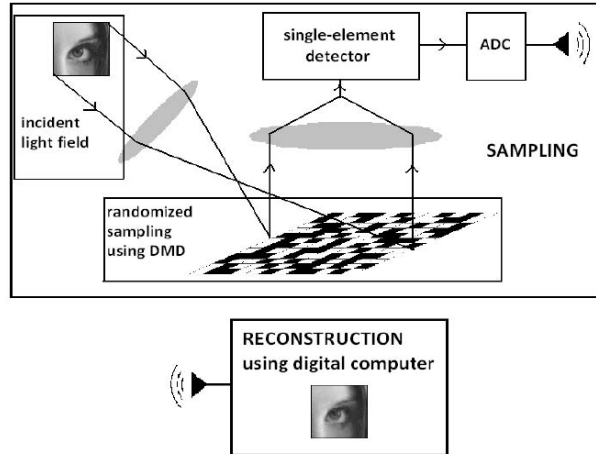 single-element
detector
ADC
incident
light field
SAMPLING
randomized
sampling
using DMD
RECONSTRUCTION
using digital computer